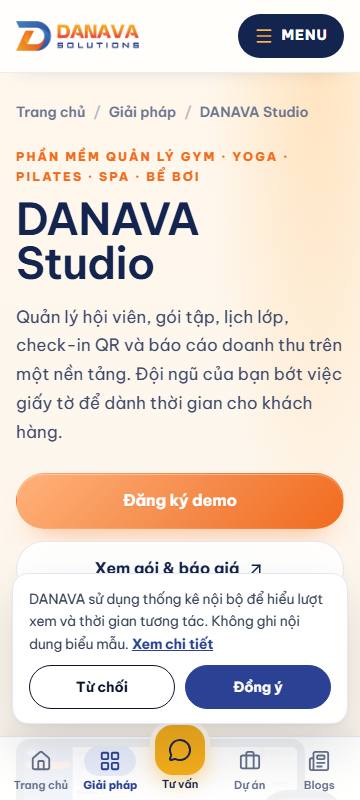 DANAVA
SOLUTIONS
MENU
Trang chủ / Giải pháp / DANAVA Studio
PHẦN MỀM QUẢN LÝ GYM · YOGA ·
PILATES · SPA · BỂ BƠI
DANAVA
Studio
Quản lý hội viên, gói tập, lịch lớp,
check-in QR và báo cáo doanh thu trên
một nền tảng. Đội ngũ của bạn bớt việc
giấy tờ để dành thời gian cho khách
hàng.
Đăng ký demo
Xem gói & báo giá
DANAVA sử dụng thống kê nội bộ để hiểu lượt
xem và thời gian tương tác. Không ghi nội
dung biểu mẫu. Xem chi tiết
Từ chối
Đồng ý
Trang chủ
Giải pháp
Tư vấn
Dự án
Blogs